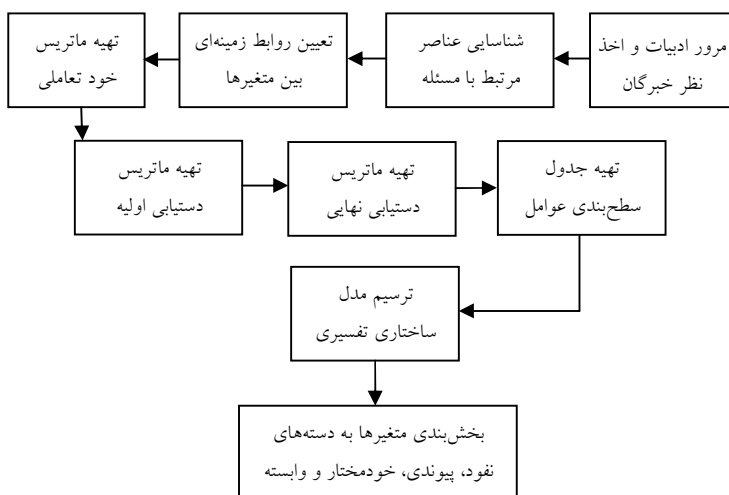 مرور ادبیات و اخذ
نظر خبرگان
شناسایی عناصر
مرتبط با مسئله
تعیین روابط زمینه‌ای
بین متغیرها
تهیه ماتریس
خود تعاملی
تهیه ماتریس
دستیابی اولیه
تهیه ماتریس
دستیابی نهایی
تهیه جدول
سطح‌بندی عوامل
ترسیم مدل
ساختاری تفسیری
بخش‌بندی متغیرها به دسته‌های
نفود، پیوندی، خودمختار و وابسته